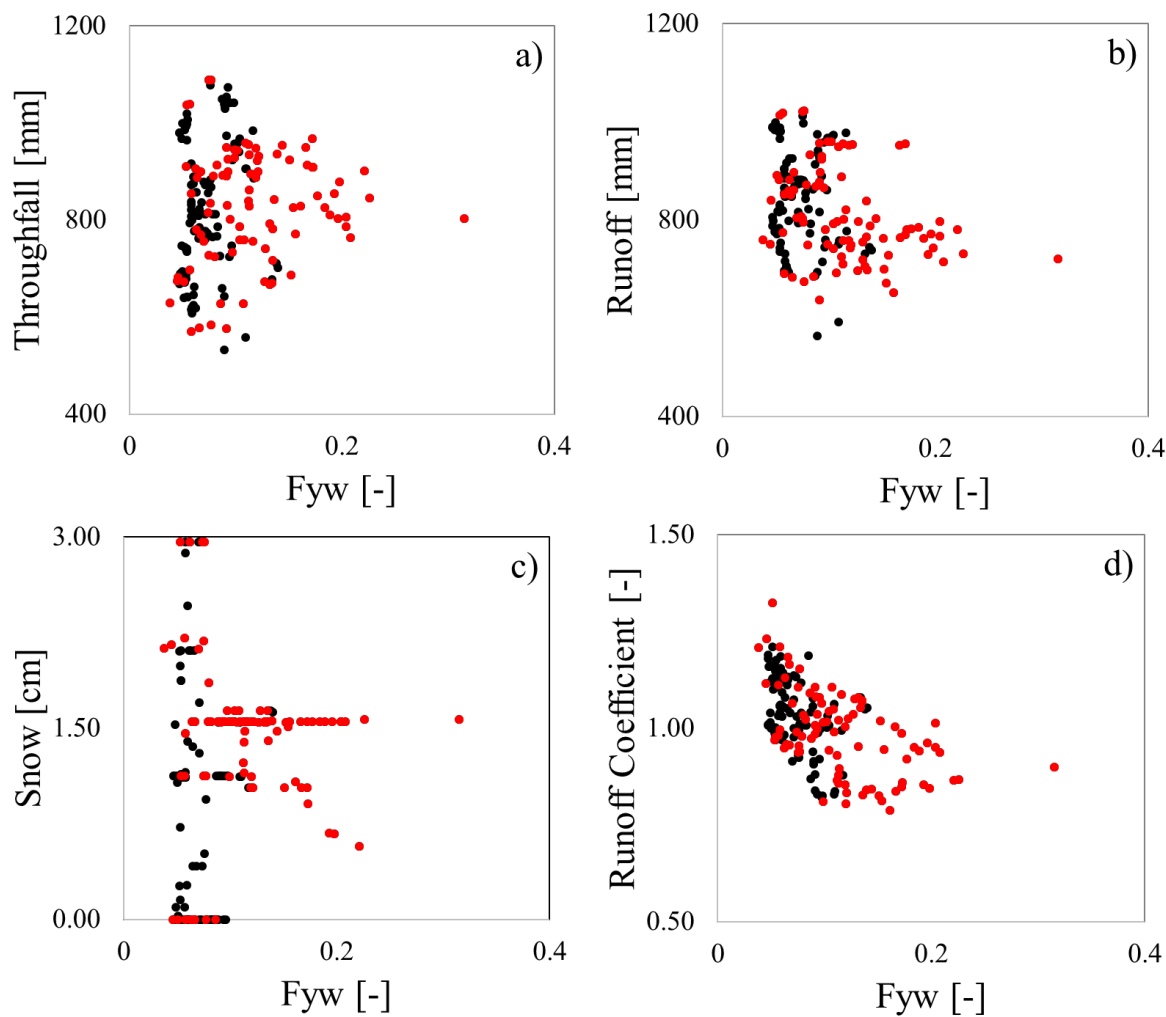 1200
800
400
0
0.2
0.4
Throughfall [mm]
Fyw [-]
a)
1200
800
400
0
0.2
0.4
Runoff [mm]
Fyw [-]
b)
3.00
1.50
0.00
0
0.2
0.4
Snow [cm]
Fyw [-]
c)
1.50
1.00
0.50
0
0.2
0.4
Runoff Coefficient [-]
Fyw [-]
d)